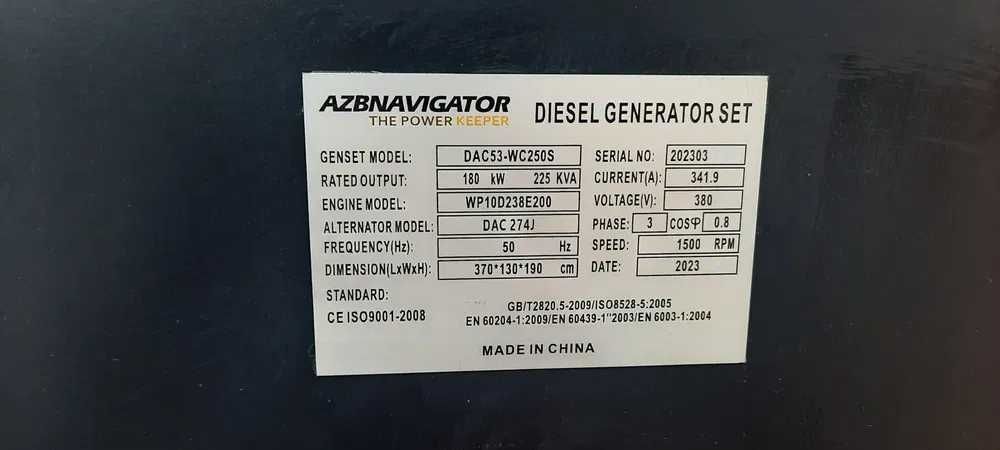 AZBNAVIGATOR
THE POWER KEEPER
DIESEL GENERATOR SET
GENSET MODEL: DAC53-WC250S SERIAL NO: 202303
RATED OUTPUT: 180 kW 225 KVA CURRENT(A): 341.9
ENGINE MODEL: WP10D238E200 VOLTAGE(V): 380
ALTERNATOR MODEL: DAC 274J PHASE: 3 COSφ 0.8
FREQUENCY(Hz): 50 Hz SPEED: 1500 RPM
DIMENSION(LxWxH): 370*130*190 cm DATE: 2023
STANDARD:
CE ISO9001-2008
GB/T2820.5-2009/ISO8528-5:2005
EN 60204-1:2009/EN 60439-1"2003/EN 6003-1:2004
MADE IN CHINA